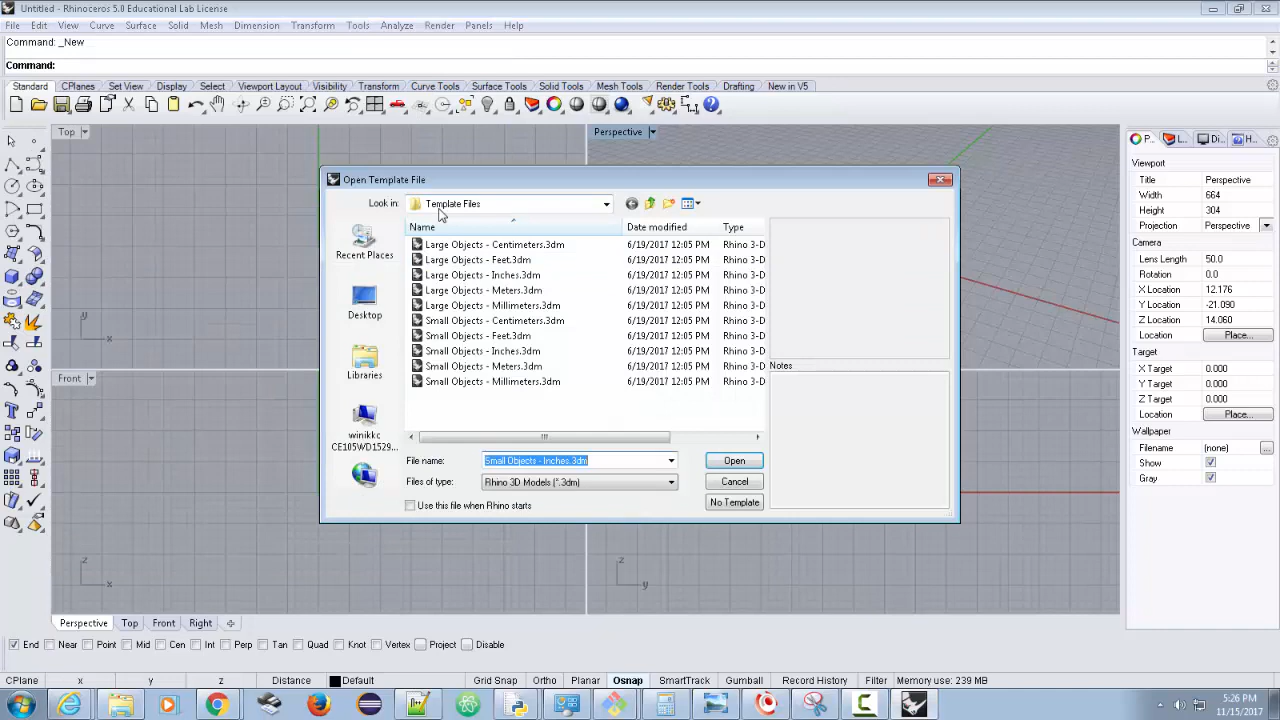 Untitled - Rhinoceros 5.0 Educational Lab License
File Edit View Curve Surface Solid Mesh Dimension Transform Tools Analyze Render Panels Help
Command: _New
Command:
Standard CPlanes Set View Display Select Viewport Layout Visibility Transform Curve Tools Surface Tools Solid Tools Mesh Tools Render Tools Drafting New in V5
Top
Perspective
P... L... Di... H...
Open Template File
Look in: Template Files
Name Date modified Type
Large Objects - Centimeters.3dm 6/19/2017 12:05 PM Rhino 3-D
Large Objects - Feet.3dm 6/19/2017 12:05 PM Rhino 3-D
Large Objects - Inches.3dm 6/19/2017 12:05 PM Rhino 3-D
Large Objects - Meters.3dm 6/19/2017 12:05 PM Rhino 3-D
Large Objects - Millimeters.3dm 6/19/2017 12:05 PM Rhino 3-D
Small Objects - Centimeters.3dm 6/19/2017 12:05 PM Rhino 3-D
Small Objects - Feet.3dm 6/19/2017 12:05 PM Rhino 3-D
Small Objects - Inches.3dm 6/19/2017 12:05 PM Rhino 3-D
Small Objects - Meters.3dm 6/19/2017 12:05 PM Rhino 3-D
Small Objects - Millimeters.3dm 6/19/2017 12:05 PM Rhino 3-D
Recent Places
Desktop
Libraries
winikkc
CE105WD1529...
Notes
File name: Small Objects - Inches.3dm Open
Files of type: Rhino 3D Models (*.3dm) Cancel
Use this file when Rhino starts No Template
Viewport
Title Perspective
Width 664
Height 304
Projection Perspective
Camera
Lens Length 50.0
Rotation 0.0
X Location 12.176
Y Location -21.090
Z Location 14.060
Location Place...
Target
X Target 0.000
Y Target 0.000
Z Target 0.000
Location Place...
Wallpaper
Filename (none) ...
Show
Gray
y
x
Front
z
x
z
y
Perspective Top Front Right
End Near Point Mid Cen Int Perp Tan Quad Knot Vertex Project Disable
CPlane x y z Distance Default Grid Snap Ortho Planar Osnap SmartTrack Gumball Record History Filter Memory use: 239 MB
5:26 PM
11/15/2017